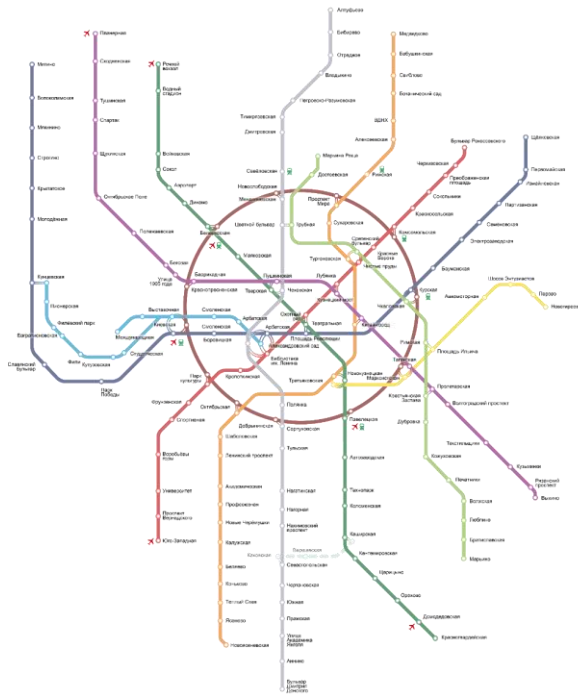 Алтуфьево
Бибирево
Отрадное
Владыкино
Петровско-Разумовская
Тимирязевская
Дмитровская
Савёловская
Новослободская
Менделеевская
Цветной бульвар
Чеховская
Медведково
Бабушкинская
Свиблово
Ботанический сад
ВДНХ
Алексеевская
Рижская
Проспект
Мира
Сухаревская
Тургеневская
Планерная
Сходненская
Тушинская
Спартак
Щукинская
Октябрьское Поле
Полежаевская
Беговая
Улица
1905 года
Баррикадная
Краснопресненская
Пушкинская
Речной
вокзал
Водный
стадион
Войковская
Сокол
Аэропорт
Динамо
Белорусская
Маяковская
Тверская
Митино
Волоколамская
Мякинино
Строгино
Крылатское
Молодёжная
Кунцевская
Пионерская
Филёвский парк
Багратионовская
Славянский
бульвар
Фили
Кутузовская
Студенческая
Парк
Победы
Международная
Выставочная
Киевская
Смоленская
Смоленская
Арбатская
Арбатская
Боровицкая
Александровский сад
Библиотека
им. Ленина
Марьина Роща
Достоевская
Трубная
Сретенский
бульвар
Бульвар Рокоссовского
Черкизовская
Преображенская
площадь
Сокольники
Красносельская
Комсомольская
Красные
Ворота
Чистые пруды
Лубянка
Кузнецкий мост
Охотный
ряд
Театральная
Площадь Революции
Китай-город
Щёлковская
Первомайская
Измайловская
Партизанская
Семёновская
Электрозаводская
Бауманская
Курская
Чкаловская
Шоссе Энтузиастов
Перово
Новогиреево
Авиамоторная
Римская
Площадь Ильича
Таганская
Марксистская
Новокузнецкая
Третьяковская
Крестьянская
Застава
Пролетарская
Волгоградский проспект
Текстильщики
Кузьминки
Рязанский
проспект
Выхино
Дубровка
Кожуховская
Печатники
Волжская
Люблино
Братиславская
Марьино
Парк
культуры
Кропоткинская
Фрунзенская
Спортивная
Воробьёвы
горы
Университет
Проспект
Вернадского
Юго-Западная
Октябрьская
Добрынинская
Серпуховская
Полянка
Павелецкая
Шаболовская
Ленинский проспект
Академическая
Профсоюзная
Новые Черёмушки
Калужская
Беляево
Коньково
Тёплый Стан
Ясенево
Новоясеневская
Тульская
Нагатинская
Нагорная
Нахимовский
проспект
Каховская
Варшавская
Севастопольская
Чертановская
Южная
Пражская
Улица
Академика
Янгеля
Аннино
Бульвар
Дмитрия
Донского
Автозаводская
Технопарк
Коломенская
Каширская
Кантемировская
Царицыно
Орехово
Домодедовская
Красногвардейская